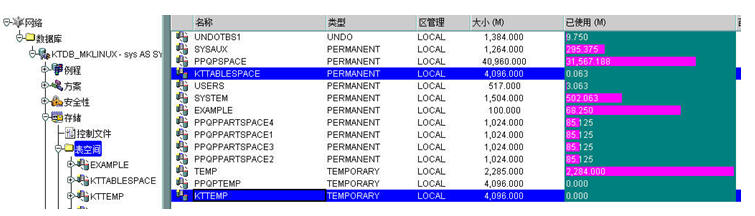 网络
数据库
KTDB_MKLINUX - sys AS SY
例程
方案
安全性
存储
控制文件
表空间
EXAMPLE
KTTABLESPACE
KTTEMP
名称 类型 区管理 大小 (M) 已使用 (M)
UNDOTBS1 UNDO LOCAL 1,384.000 9.750
SYSAUX PERMANENT LOCAL 1,264.000 295.375
PPQPSPACE PERMANENT LOCAL 40,960.000 31,567.188
KTTABLESPACE PERMANENT LOCAL 4,096.000 0.063
USERS PERMANENT LOCAL 517.000 3.063
SYSTEM PERMANENT LOCAL 1,504.000 502.063
EXAMPLE PERMANENT LOCAL 100.000 68.250
PPQPPARTSPACE4 PERMANENT LOCAL 1,024.000 85.125
PPQPPARTSPACE1 PERMANENT LOCAL 1,024.000 85.125
PPQPPARTSPACE3 PERMANENT LOCAL 1,024.000 85.125
PPQPPARTSPACE2 PERMANENT LOCAL 1,024.000 85.125
TEMP TEMPORARY LOCAL 2,285.000 2,284.000
PPQPTEMP TEMPORARY LOCAL 4,096.000 0.000
KTTEMP TEMPORARY LOCAL 4,096.000 0.000